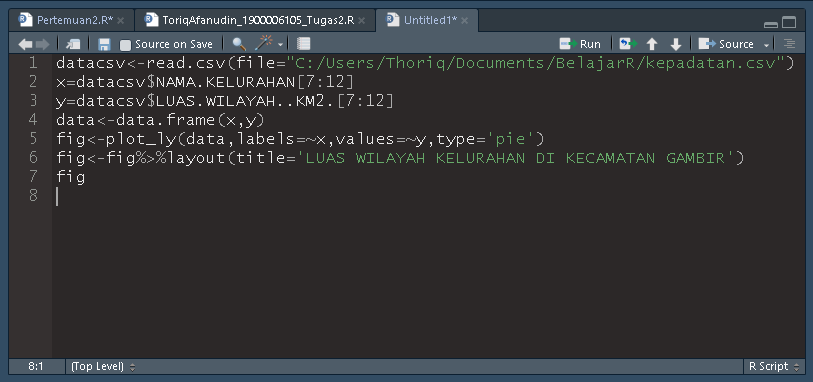 Pertemuan2.R* ToriqAfanudin_1900006105_Tugas2.R Untitled1*
Source on Save Run Source
1 datacsv<-read.csv(file="C:/Users/Thoriq/Documents/BelajarR/kepadatan.csv")
2 x=datacsv$NAMA.KELURAHAN[7:12]
3 y=datacsv$LUAS.WILAYAH..KM2.[7:12]
4 data<-data.frame(x,y)
5 fig<-plot_ly(data,labels=~x,values=~y,type='pie')
6 fig<-fig%>%layout(title='LUAS WILAYAH KELURAHAN DI KECAMATAN GAMBIR')
7 fig
8
8:1 (Top Level) R Script